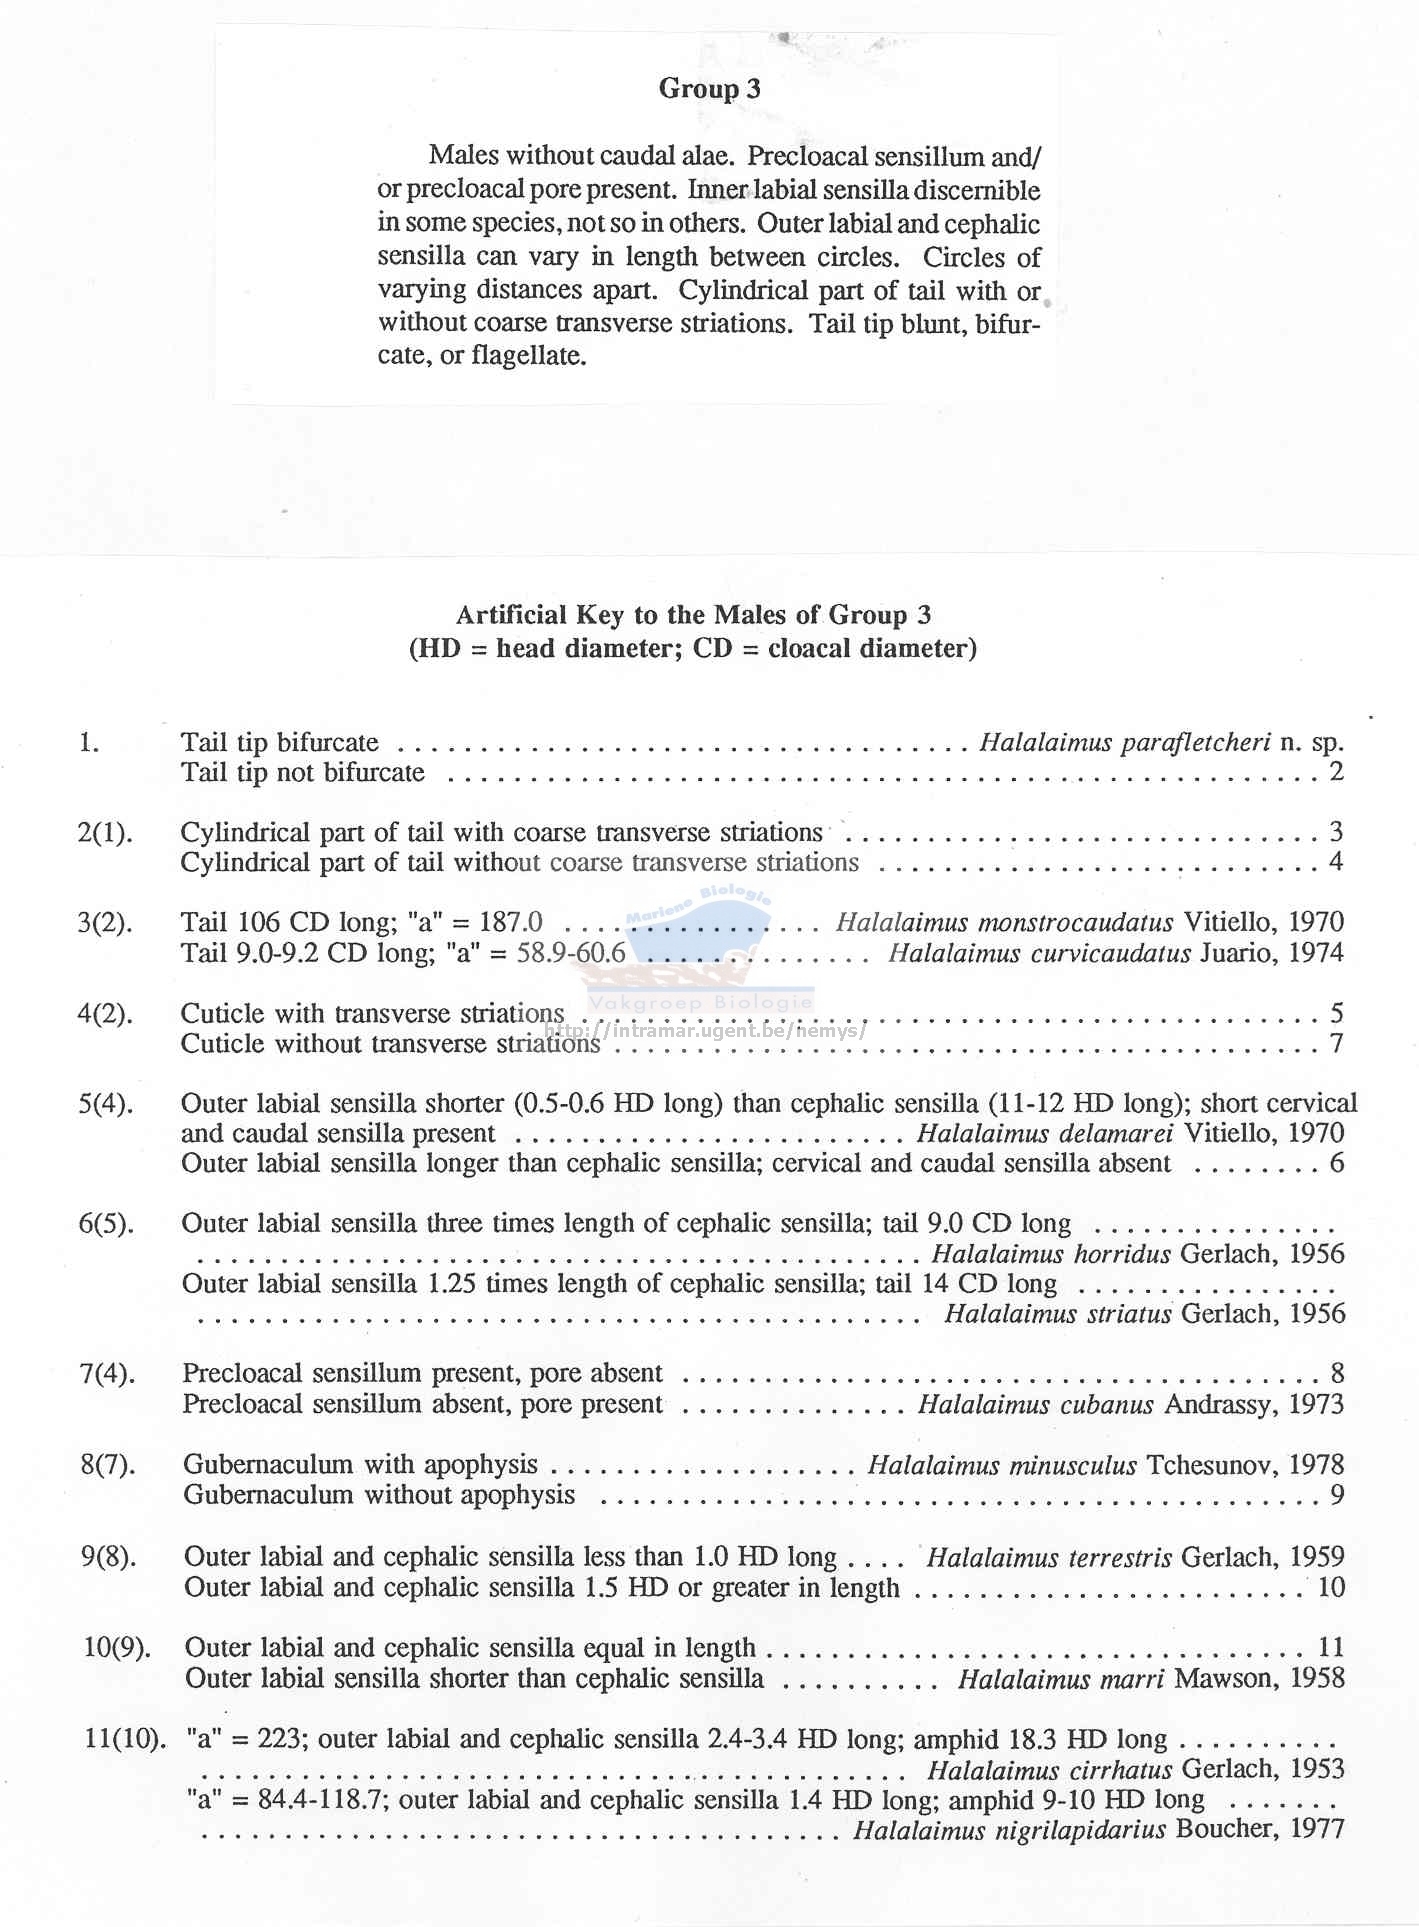 Group 3
Males without caudal alae. Precloacal sensillum and/
or precloacal pore present. Inner labial sensilla discernible
in some species, not so in others. Outer labial and cephalic
sensilla can vary in length between circles. Circles of
varying distances apart. Cylindrical part of tail with or
without coarse transverse striations. Tail tip blunt, bifur-
cate, or flagellate.
Artificial Key to the Males of Group 3
(HD = head diameter; CD = cloacal diameter)
1. Tail tip bifurcate . . . . . . . . . . Halalaimus parafletcheri n. sp.
Tail tip not bifurcate . . . . . . . . . . 2
2(1). Cylindrical part of tail with coarse transverse striations . . . . . . . . . . 3
Cylindrical part of tail without coarse transverse striations . . . . . . . . . . 4
Mariene Biologie
3(2). Tail 106 CD long; "a" = 187.0 . . . . . . . . . . Halalaimus monstrocaudatus Vitiello, 1970
Tail 9.0-9.2 CD long; "a" = 58.9-60.6 . . . . . . . . . . Halalaimus curvicaudatus Juario, 1974
Vakgroep Biologie
4(2). Cuticle with transverse striations . . . . . . . . . . 5
http://intramar.ugent.be/nemys/
Cuticle without transverse striations . . . . . . . . . . 7
5(4). Outer labial sensilla shorter (0.5-0.6 HD long) than cephalic sensilla (11-12 HD long); short cervical
and caudal sensilla present . . . . . . . . . . Halalaimus delamarei Vitiello, 1970
Outer labial sensilla longer than cephalic sensilla; cervical and caudal sensilla absent . . . . . . . . 6
6(5). Outer labial sensilla three times length of cephalic sensilla; tail 9.0 CD long . . . . . . . . . .
. . . . . . . . . . Halalaimus horridus Gerlach, 1956
Outer labial sensilla 1.25 times length of cephalic sensilla; tail 14 CD long . . . . . . . . . .
. . . . . . . . . . Halalaimus striatus Gerlach, 1956
7(4). Precloacal sensillum present, pore absent . . . . . . . . . . 8
Precloacal sensillum absent, pore present . . . . . . . . . . Halalaimus cubanus Andrassy, 1973
8(7). Gubernaculum with apophysis . . . . . . . . . . Halalaimus minusculus Tchesunov, 1978
Gubernaculum without apophysis . . . . . . . . . . 9
9(8). Outer labial and cephalic sensilla less than 1.0 HD long . . . . Halalaimus terrestris Gerlach, 1959
Outer labial and cephalic sensilla 1.5 HD or greater in length . . . . . . . . . . 10
10(9). Outer labial and cephalic sensilla equal in length . . . . . . . . . . 11
Outer labial sensilla shorter than cephalic sensilla . . . . . . . . . . Halalaimus marri Mawson, 1958
11(10). "a" = 223; outer labial and cephalic sensilla 2.4-3.4 HD long; amphid 18.3 HD long . . . . . . . . . .
. . . . . . . . . . Halalaimus cirrhatus Gerlach, 1953
"a" = 84.4-118.7; outer labial and cephalic sensilla 1.4 HD long; amphid 9-10 HD long . . . . . . .
. . . . . . . . . . Halalaimus nigrilapidarius Boucher, 1977